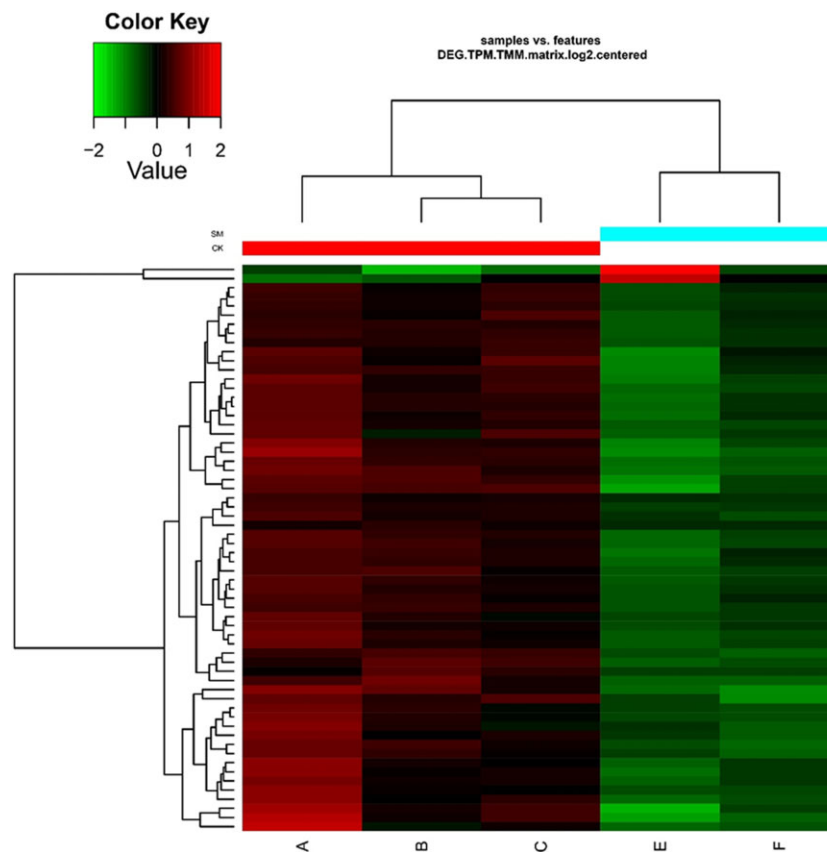 Color Key
−2 0 1 2
Value
samples vs. features
DEG.TPM.TMM.matrix.log2.centered
SM
CK
A B C E F